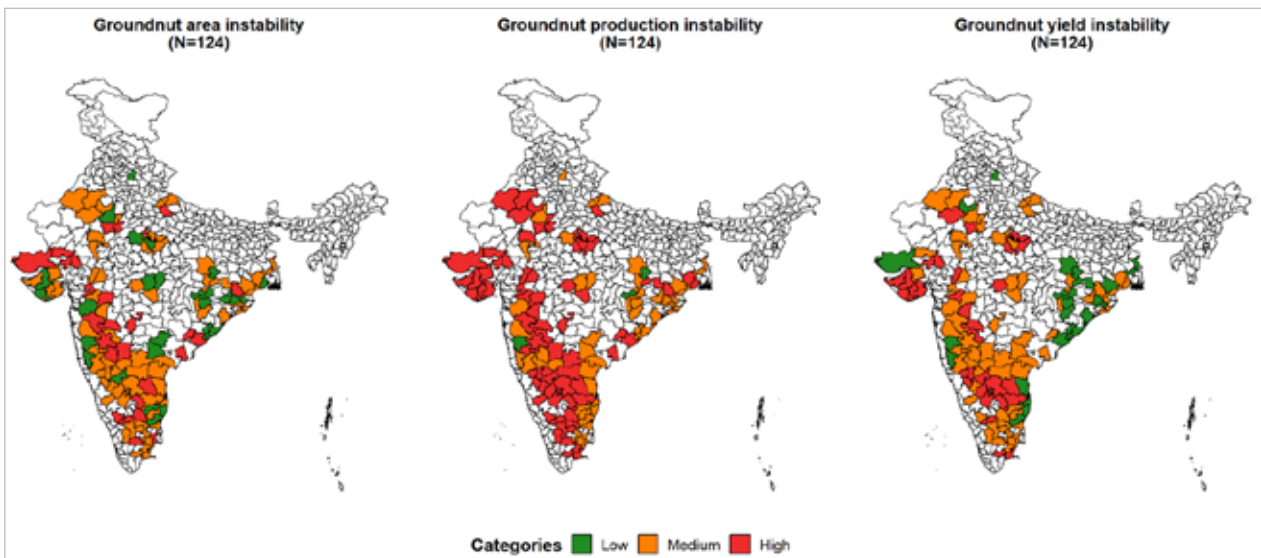 Groundnut area instability
(N=124)
Groundnut production instability
(N=124)
Groundnut yield instability
(N=124)
Categories Low Medium High